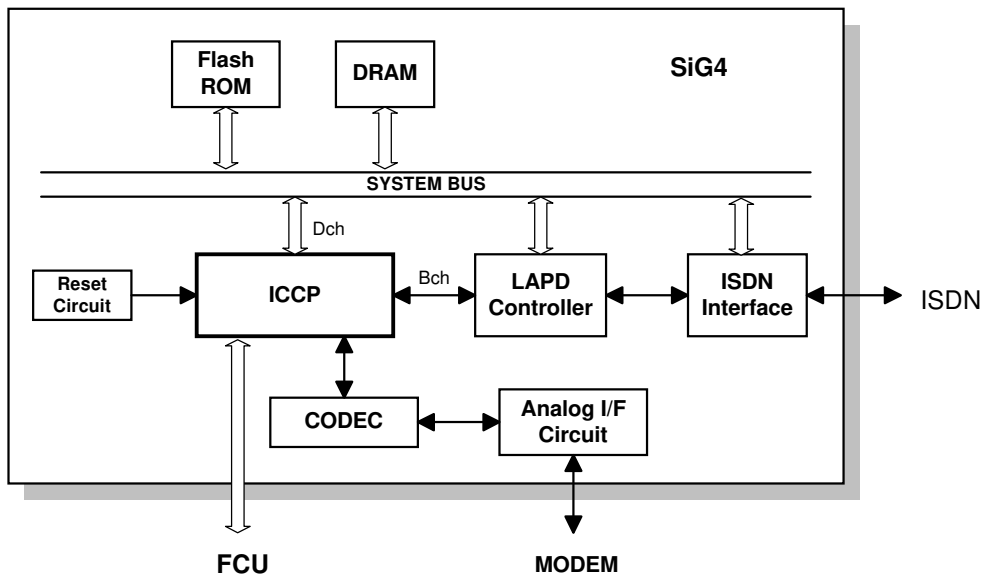 Flash
ROM
DRAM
SiG4
SYSTEM BUS
Dch
Reset
Circuit
ICCP
Bch
LAPD
Controller
ISDN
Interface
ISDN
CODEC
Analog I/F
Circuit
FCU
MODEM